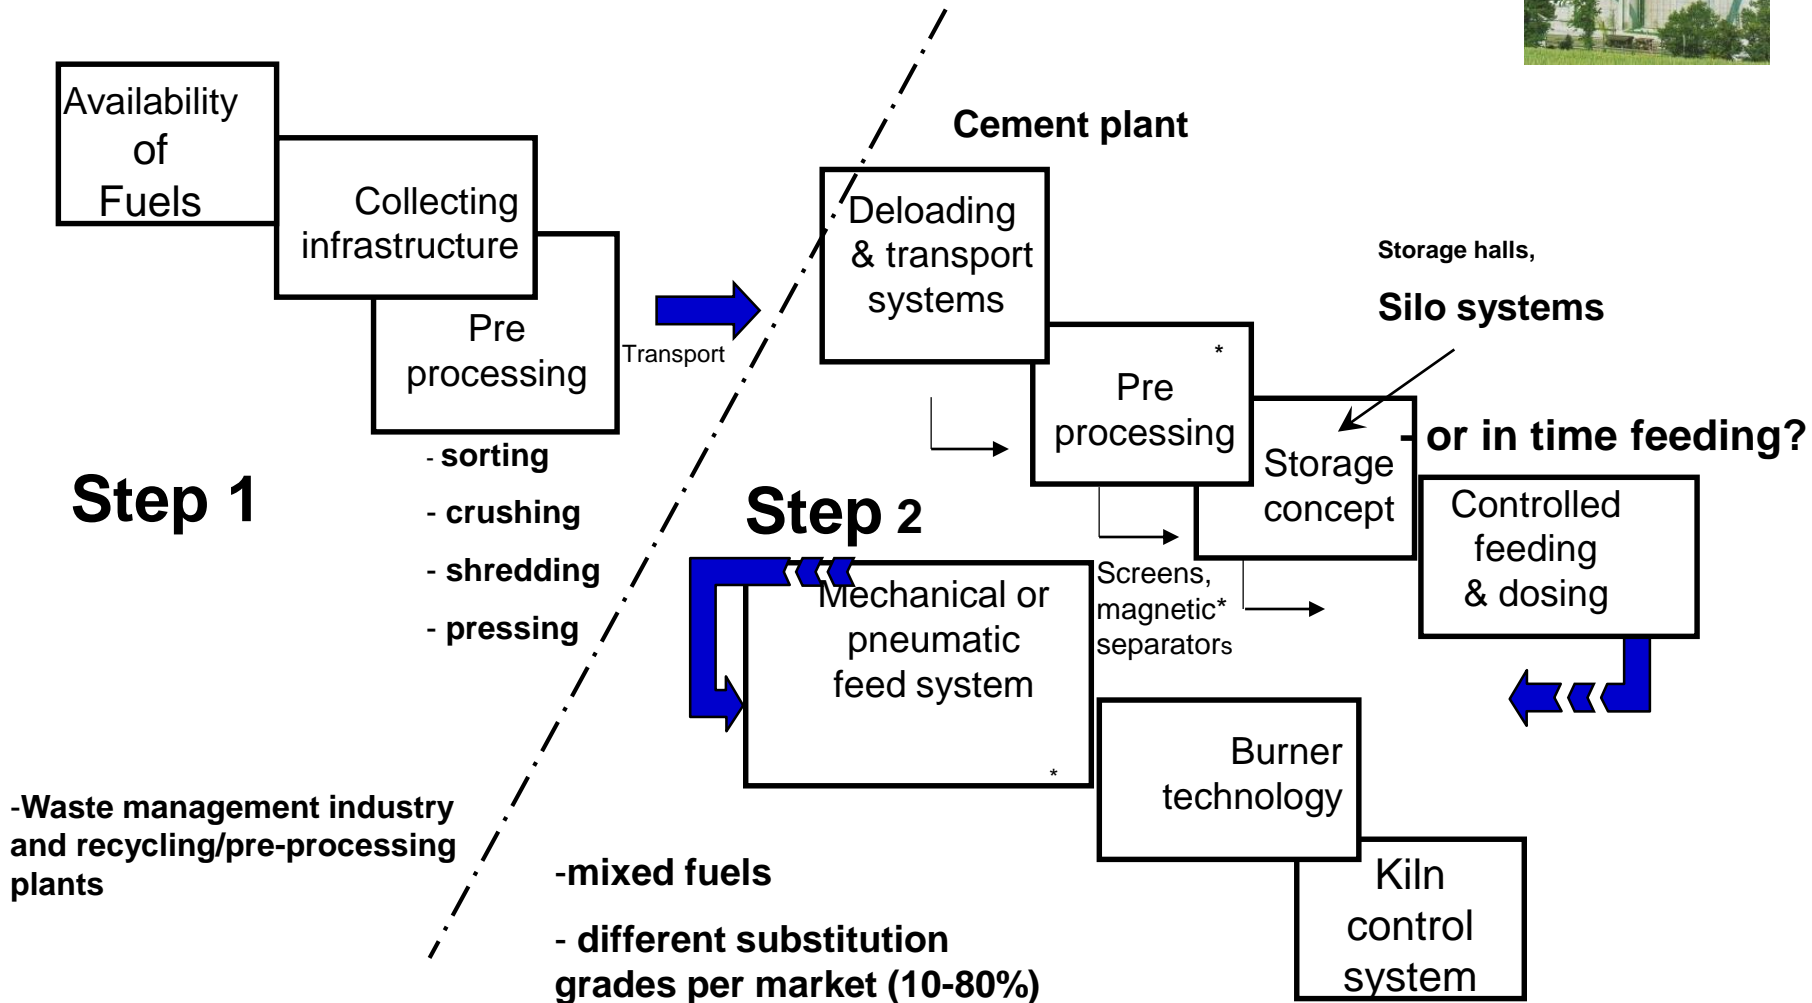 Availability
of
Fuels
Collecting
infrastructure
Pre
processing
Transport
- sorting
- crushing
- shredding
- pressing
Step 1
-Waste management industry
and recycling/pre-processing
plants
Cement plant
Deloading
& transport
systems
*
Pre
processing
Storage halls,
Silo systems
- or in time feeding?
Storage
concept
Controlled
feeding
& dosing
Step 2
Screens,
magnetic*
separators
Mechanical or
pneumatic
feed system
*
Burner
technology
Kiln
control
system
-mixed fuels
- different substitution
grades per market (10-80%)